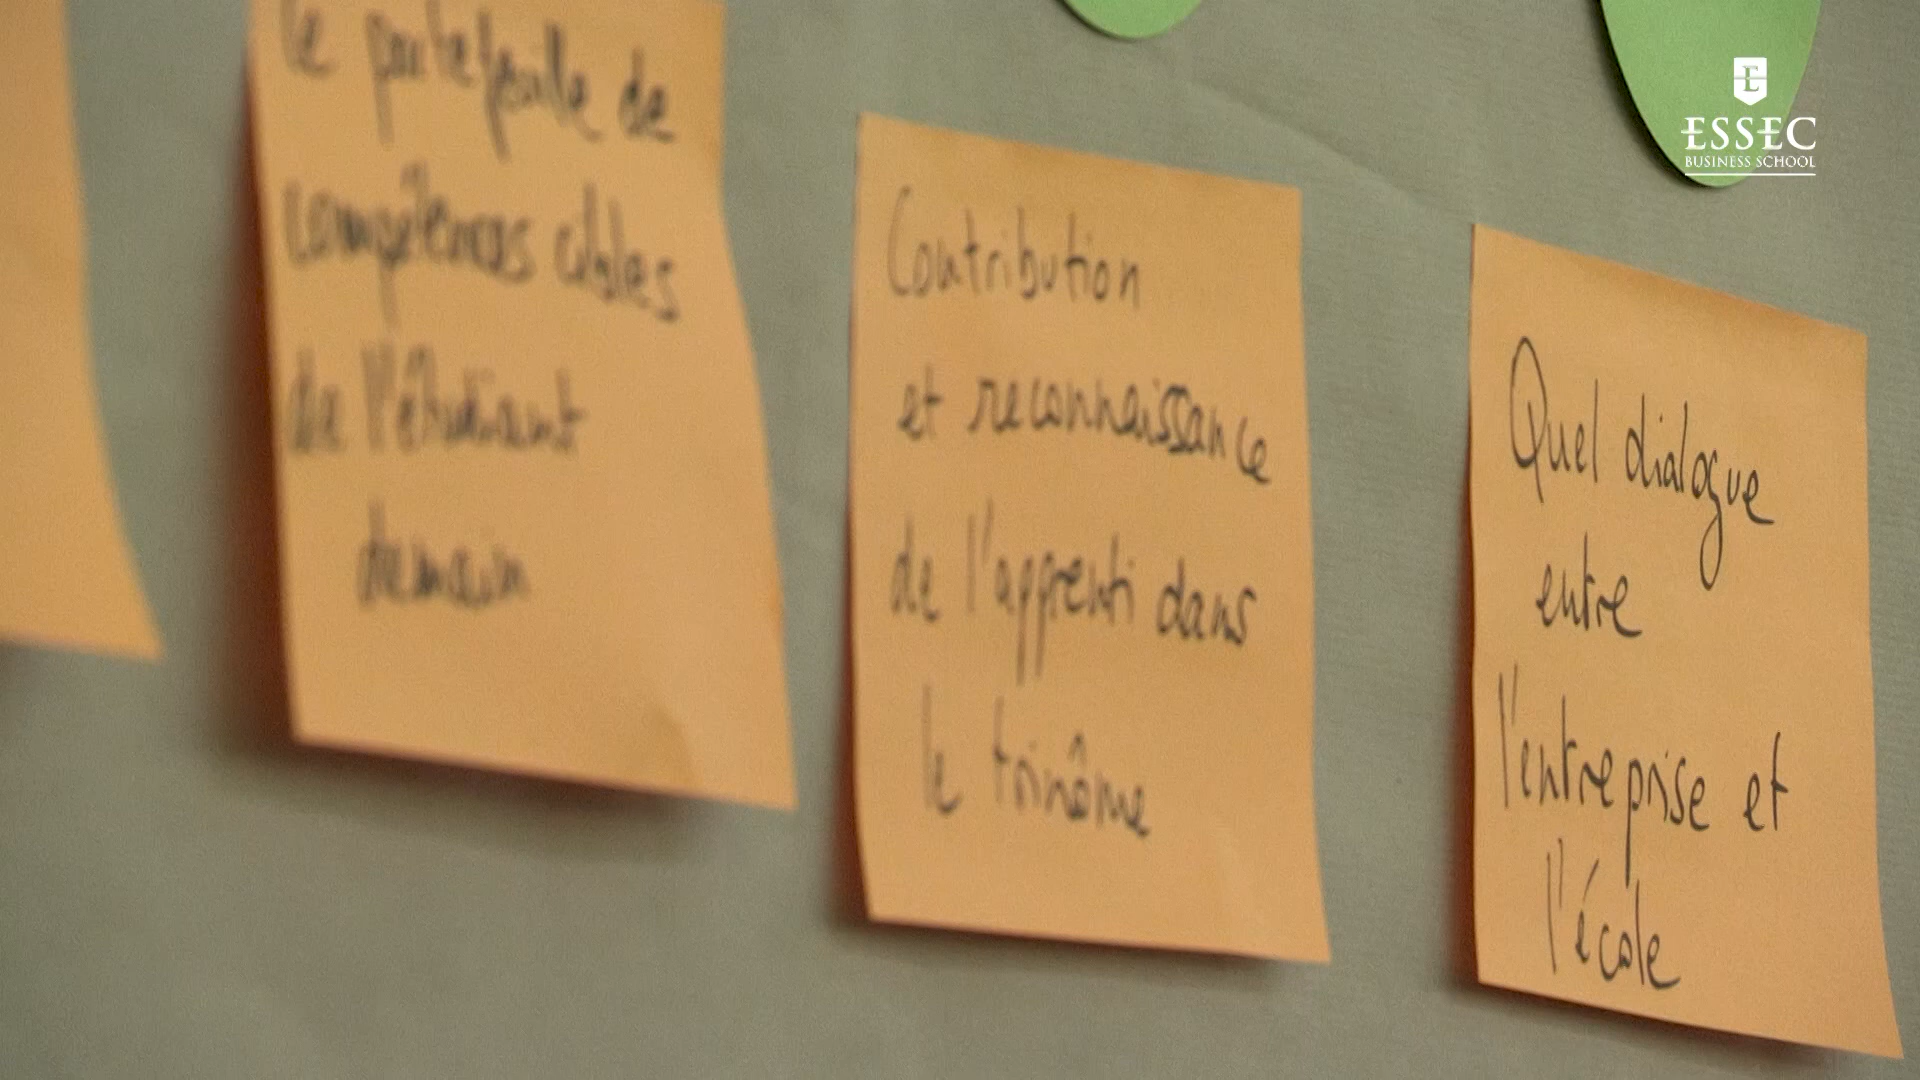 le portefeuille de
compétences cibles
de l'étudiant
demain
Contribution
et reconnaissance
de l'apprenti dans
le trinôme
Quel dialogue
entre
l'entreprise et
l'école
ESSEC
BUSINESS SCHOOL